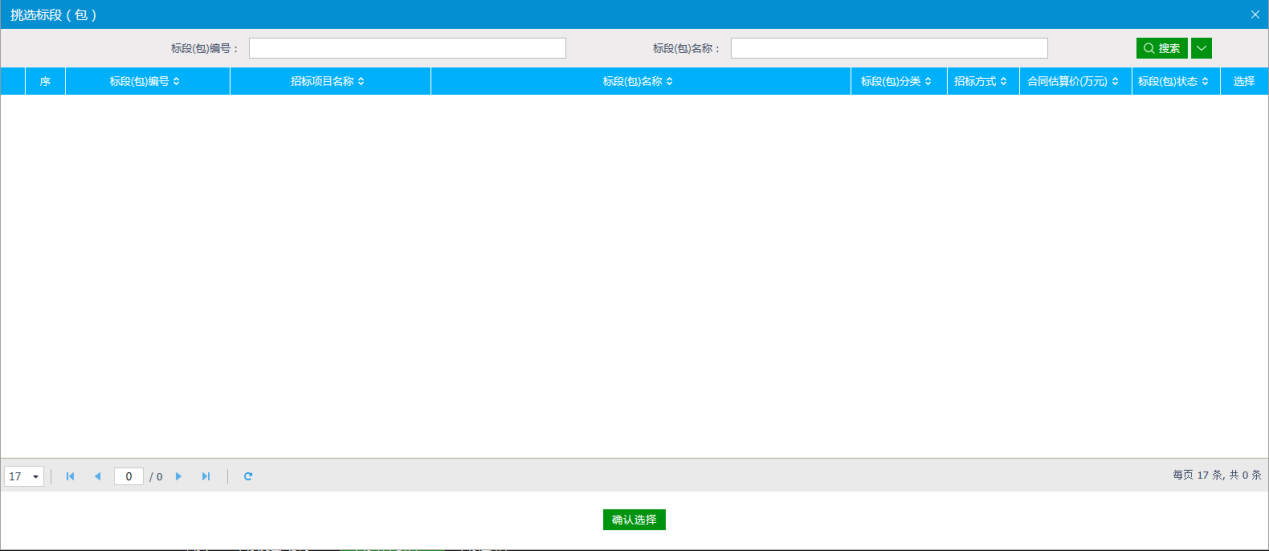 挑选标段（包）
标段(包)编号： 标段(包)名称： 搜索
序 标段(包)编号 招标项目名称 标段(包)名称 标段(包)分类 招标方式 合同估算价(万元) 标段(包)状态 选择
17 0 / 0 每页 17 条, 共 0 条
确认选择